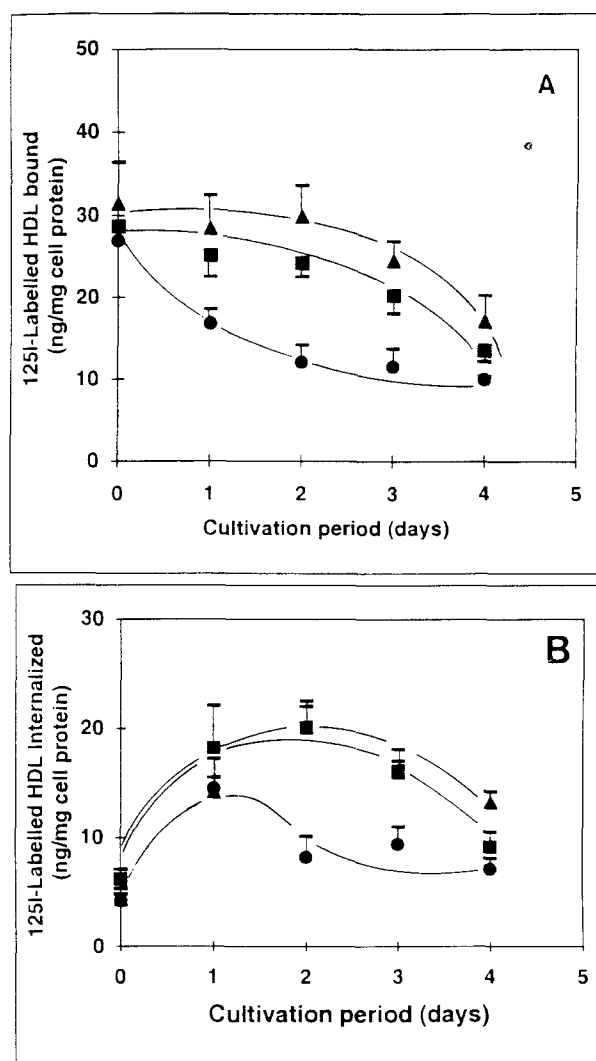 A
125I-Labelled HDL bound
(ng/mg cell protein)
50
40
30
20
10
0
0 1 2 3 4 5
Cultivation period (days)
B
125I-Labelled HDL Internalized
(ng/mg cell protein)
30
20
10
0
0 1 2 3 4 5
Cultivation period (days)